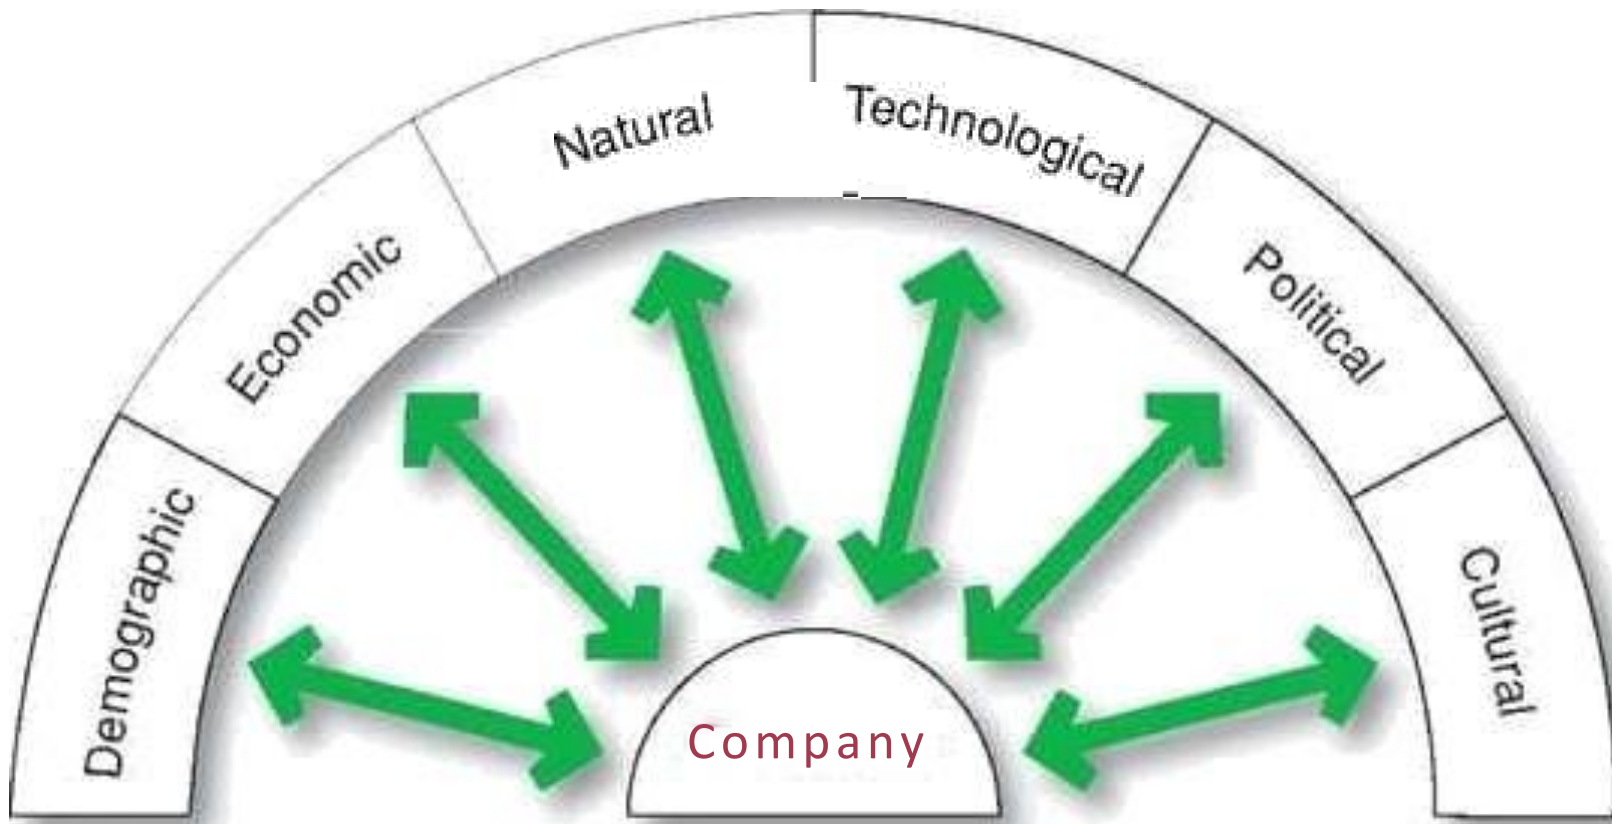 Demographic
Economic
Natural
Technological
Political
Cultural
Company